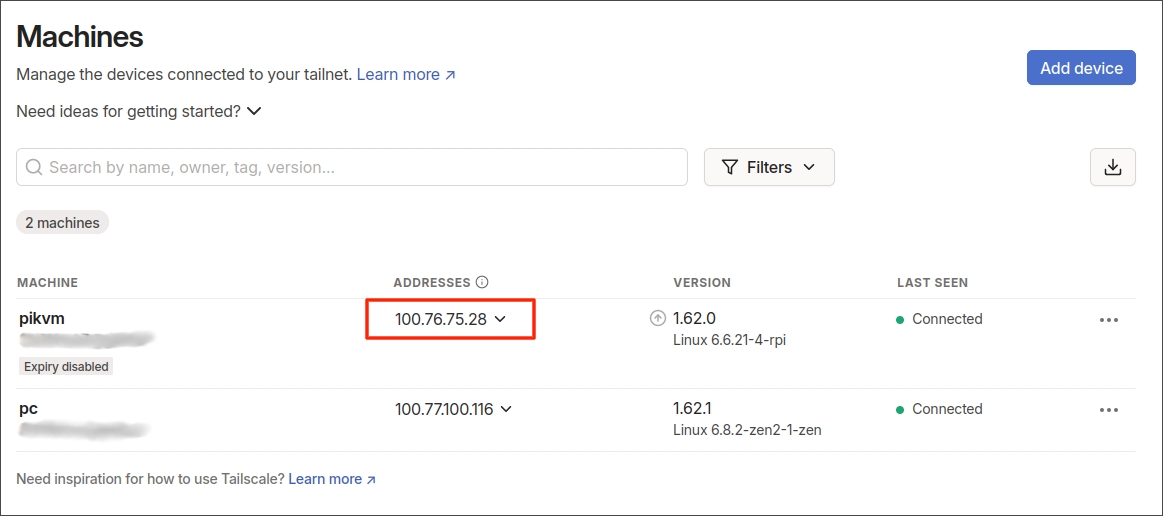 Machines
Manage the devices connected to your tailnet. Learn more ↗
Add device
Need ideas for getting started?
Search by name, owner, tag, version...
Filters
2 machines
MACHINE ADDRESSES VERSION LAST SEEN
pikvm 100.76.75.28 1.62.0 Connected
Linux 6.6.21-4-rpi
Expiry disabled
pc 100.77.100.116 1.62.1 Connected
Linux 6.8.2-zen2-1-zen
Need inspiration for how to use Tailscale? Learn more ↗